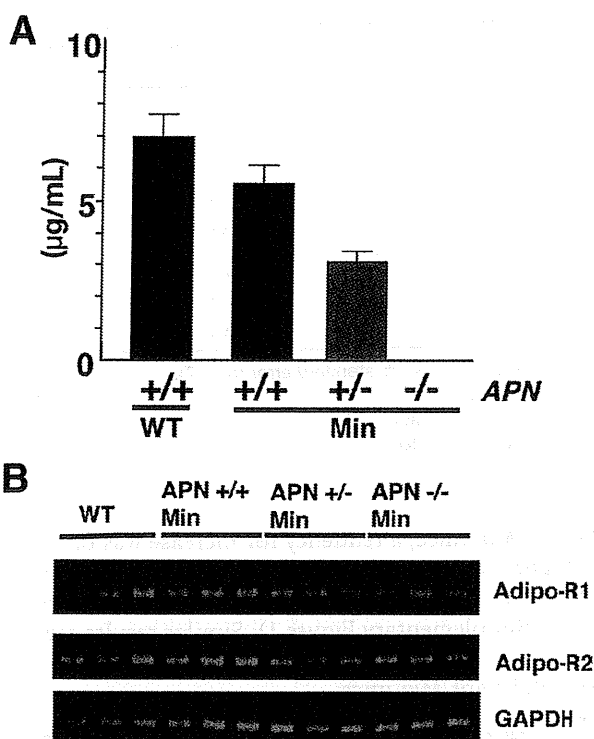 A
10
5
0
(µg/mL)
+/+ +/+ +/- -/- APN
WT Min
B
WT APN +/+ Min APN +/- Min APN -/- Min
Adipo-R1
Adipo-R2
GAPDH